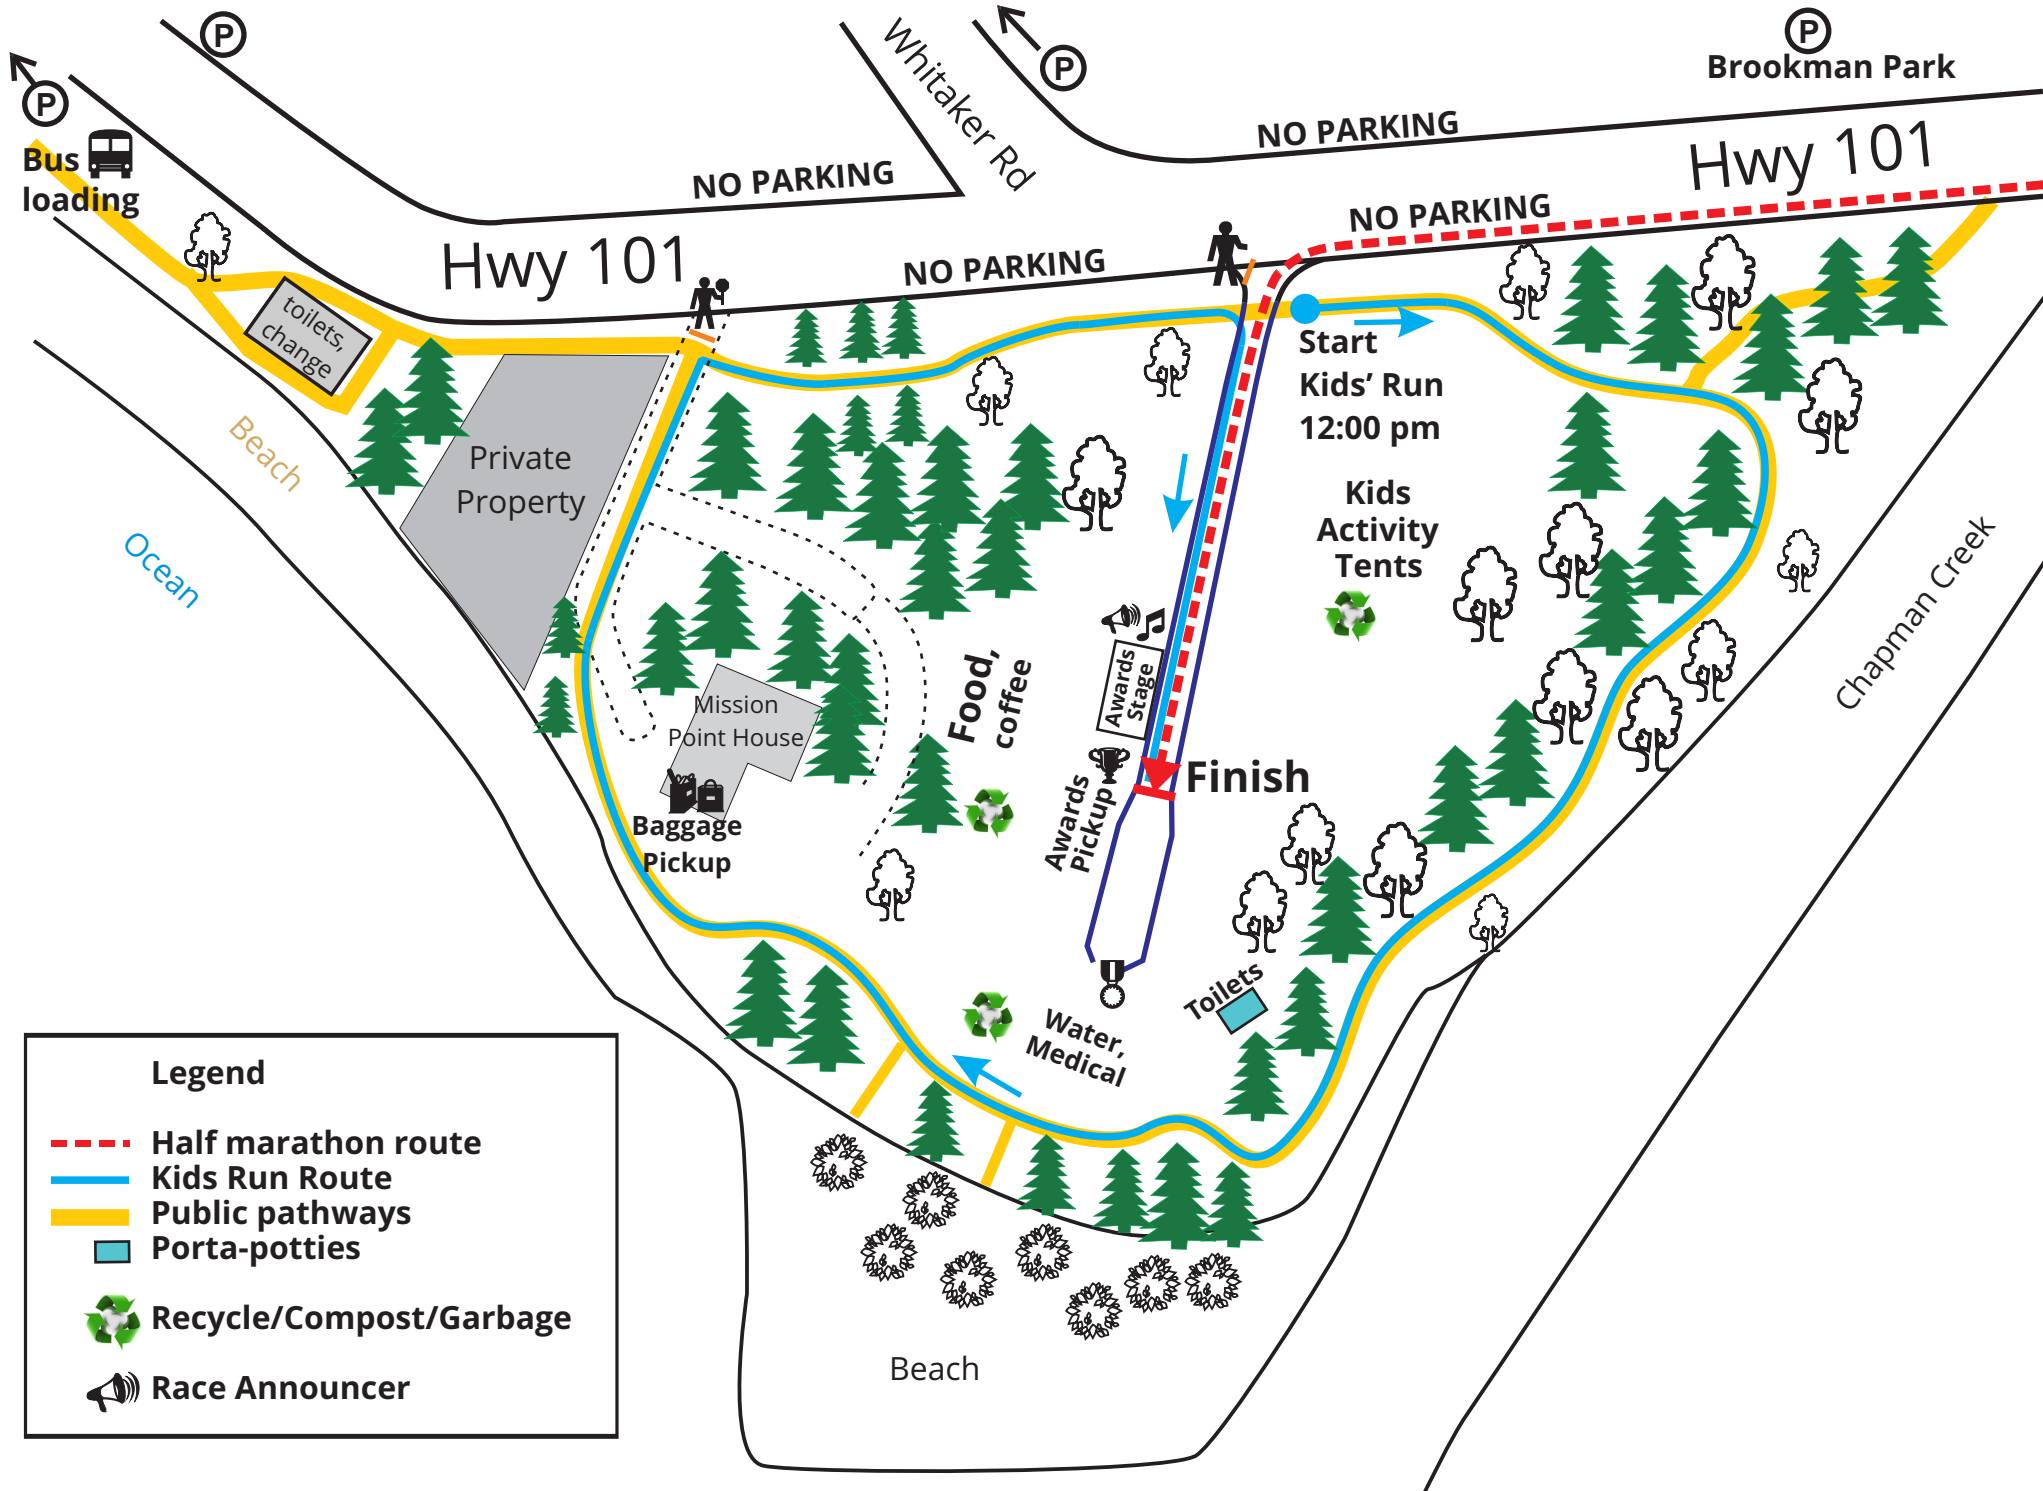 P
P
P
P
Brookman Park
Whitaker Rd
NO PARKING
Hwy 101
Bus
loading
NO PARKING
NO PARKING
Hwy 101
NO PARKING
toilets,
change
Start
Kids’ Run
12:00 pm
Beach
Private
Property
Kids
Activity
Tents
Ocean
Chapman Creek
Food,
coffee
Awards
Stage
Mission
Point House
Finish
Awards
Pickup
Baggage
Pickup
Toilets
Water,
Medical
Legend
Half marathon route
Kids Run Route
Public pathways
Porta-potties
Recycle/Compost/Garbage
Race Announcer
Beach